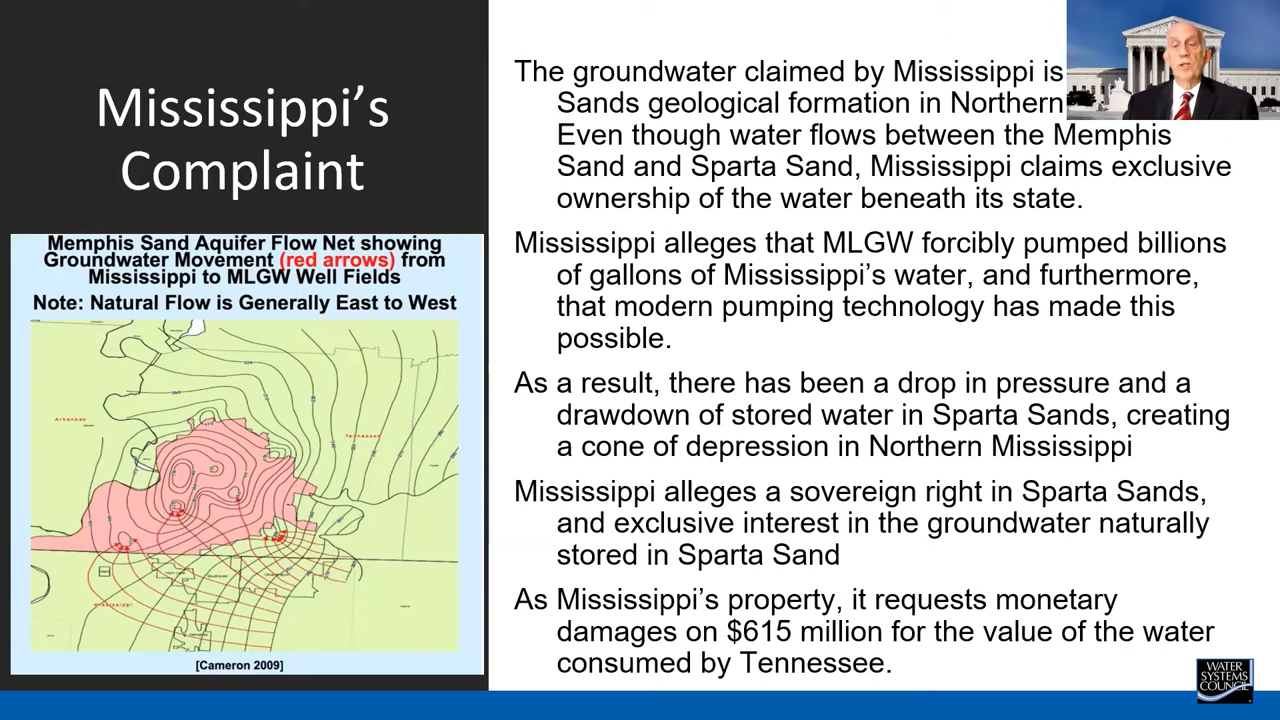 Mississippi’s
Complaint
Memphis Sand Aquifer Flow Net showing
Groundwater Movement (red arrows) from
Mississippi to MLGW Well Fields
Note: Natural Flow is Generally East to West
Arkansas
Tennessee
Mississippi
[Cameron 2009]
The groundwater claimed by Mississippi is
Sands geological formation in Northern
Even though water flows between the Memphis
Sand and Sparta Sand, Mississippi claims exclusive
ownership of the water beneath its state.
Mississippi alleges that MLGW forcibly pumped billions
of gallons of Mississippi’s water, and furthermore,
that modern pumping technology has made this
possible.
As a result, there has been a drop in pressure and a
drawdown of stored water in Sparta Sands, creating
a cone of depression in Northern Mississippi
Mississippi alleges a sovereign right in Sparta Sands,
and exclusive interest in the groundwater naturally
stored in Sparta Sand
As Mississippi’s property, it requests monetary
damages on $615 million for the value of the water
consumed by Tennessee.
WATER
SYSTEMS
COUNCIL